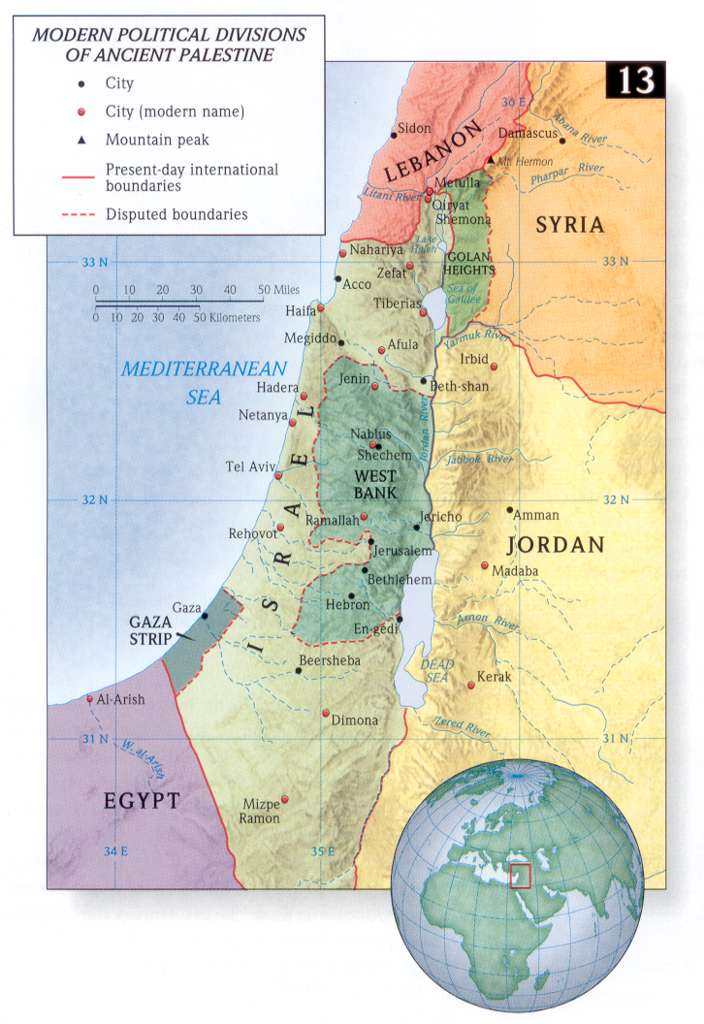 MODERN POLITICAL DIVISIONS
OF ANCIENT PALESTINE
City
City (modern name)
Mountain peak
Present-day international
boundaries
Disputed boundaries
13
36 E
Sidon
LEBANON
Damascus
Abana River
Mt. Hermon
Pharpar River
Metulla
Litani River
Qiryat
Shemona
SYRIA
Lake
Huleh
Nahariya
GOLAN
HEIGHTS
33 N
33 N
Zefat
Acco
Sea of
Galilee
0 10 20 30 40 50 Miles
0 10 20 30 40 50 Kilometers
Haifa
Tiberias
Megiddo
Afula
Yarmuk River
Irbid
MEDITERRANEAN
SEA
Jenin
Beth-shan
Hadera
Netanya
Jordan River
Nablus
Shechem
Jabbok River
Tel Aviv
WEST
BANK
32 N
32 N
Ramallah
Jericho
Amman
Rehovot
ISRAEL
Jerusalem
JORDAN
Bethlehem
Madaba
Hebron
Gaza
GAZA
STRIP
En-gedi
Arnon River
Beersheba
DEAD
SEA
Kerak
Al-Arish
Dimona
Zered River
31 N
31 N
W. al-Arish
EGYPT
Mizpe
Ramon
34 E
35 E